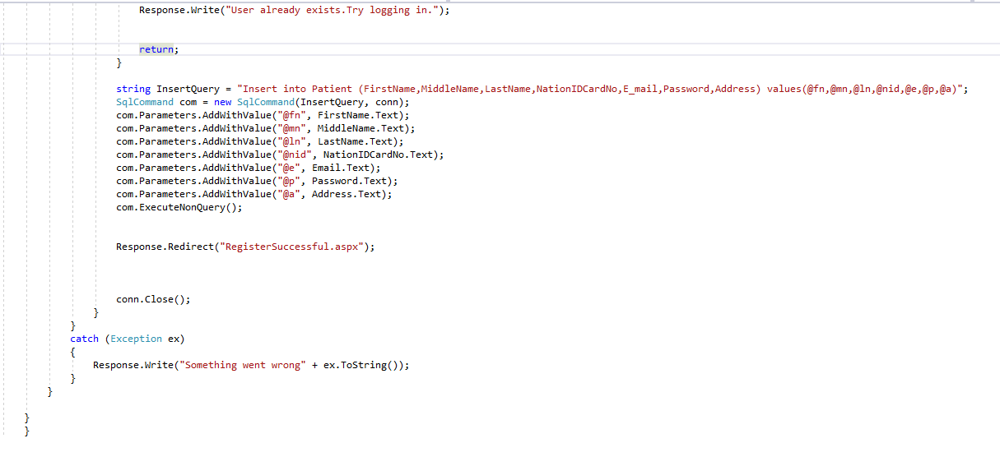 Response.Write("User already exists.Try logging in.");
return;
}
string InsertQuery = "Insert into Patient (FirstName,MiddleName,LastName,NationIDCardNo,E_mail,Password,Address) values(@fn,@mn,@ln,@nid,@e,@p,@a)";
SqlCommand com = new SqlCommand(InsertQuery, conn);
com.Parameters.AddWithValue("@fn", FirstName.Text);
com.Parameters.AddWithValue("@mn", MiddleName.Text);
com.Parameters.AddWithValue("@ln", LastName.Text);
com.Parameters.AddWithValue("@nid", NationIDCardNo.Text);
com.Parameters.AddWithValue("@e", Email.Text);
com.Parameters.AddWithValue("@p", Password.Text);
com.Parameters.AddWithValue("@a", Address.Text);
com.ExecuteNonQuery();
Response.Redirect("RegisterSuccessful.aspx");
conn.Close();
}
}
catch (Exception ex)
{
Response.Write("Something went wrong" + ex.ToString());
}
}
}
}